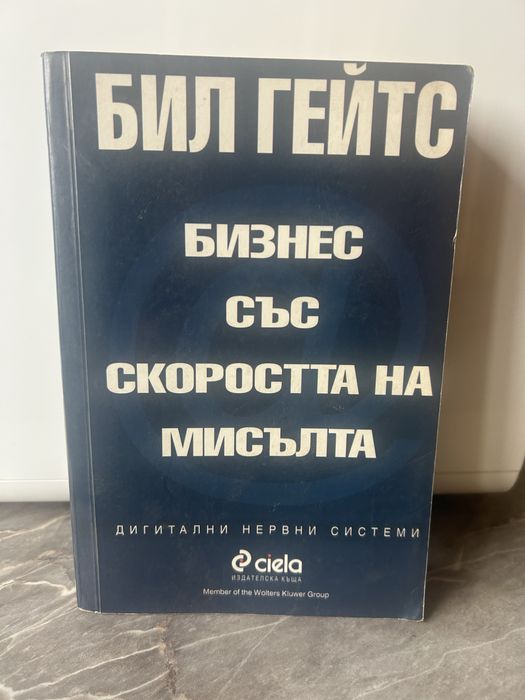 БИЛ ГЕЙТС
БИЗНЕС
СЪС
СКОРОСТТА НА
МИСЪЛТА
ДИГИТАЛНИ НЕРВНИ СИСТЕМИ
ciela
ИЗДАТЕЛСКА КЪЩА
Member of the Wolters Kluwer Group